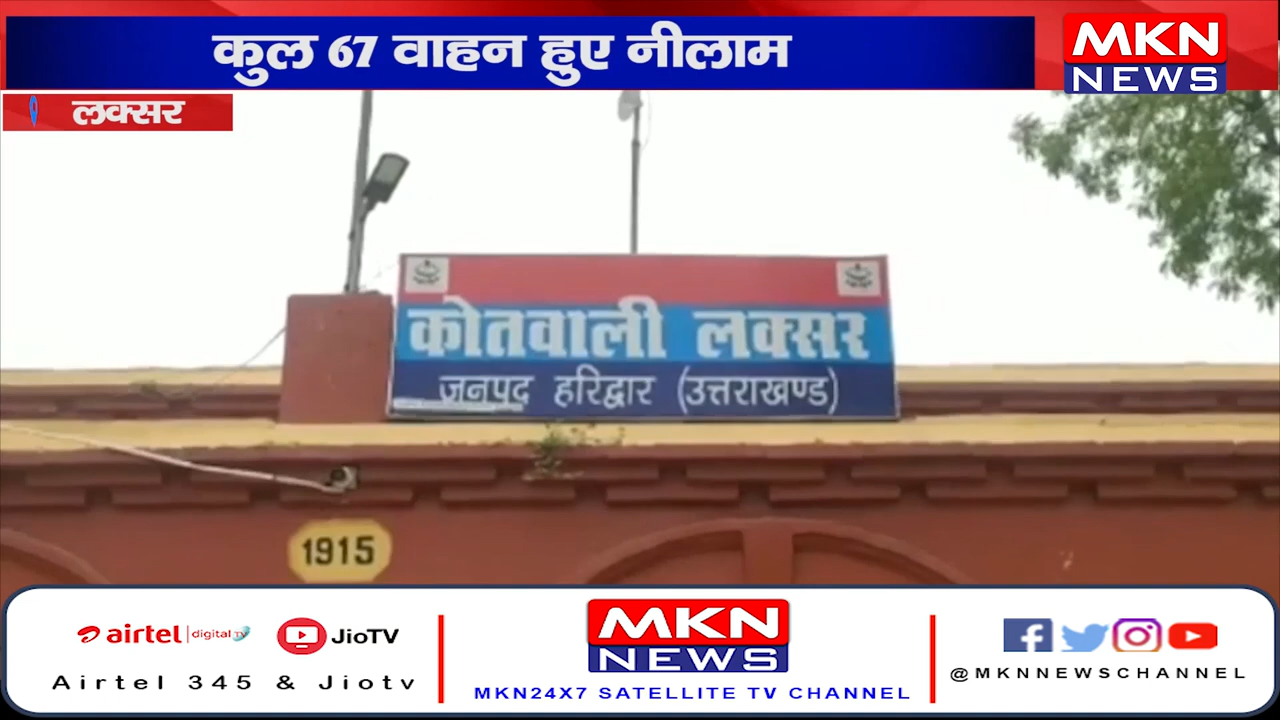 कुल 67 वाहन हुए नीलाम
MKN
NEWS
लक्सर
कोतवाली लक्सर
जनपद हरिद्वार (उत्तराखण्ड)
1915
airtel digital TV
JioTV
Airtel 345 & Jiotv
MKN
NEWS
MKN24X7 SATELLITE TV CHANNEL
@MKNNEWSCHANNEL